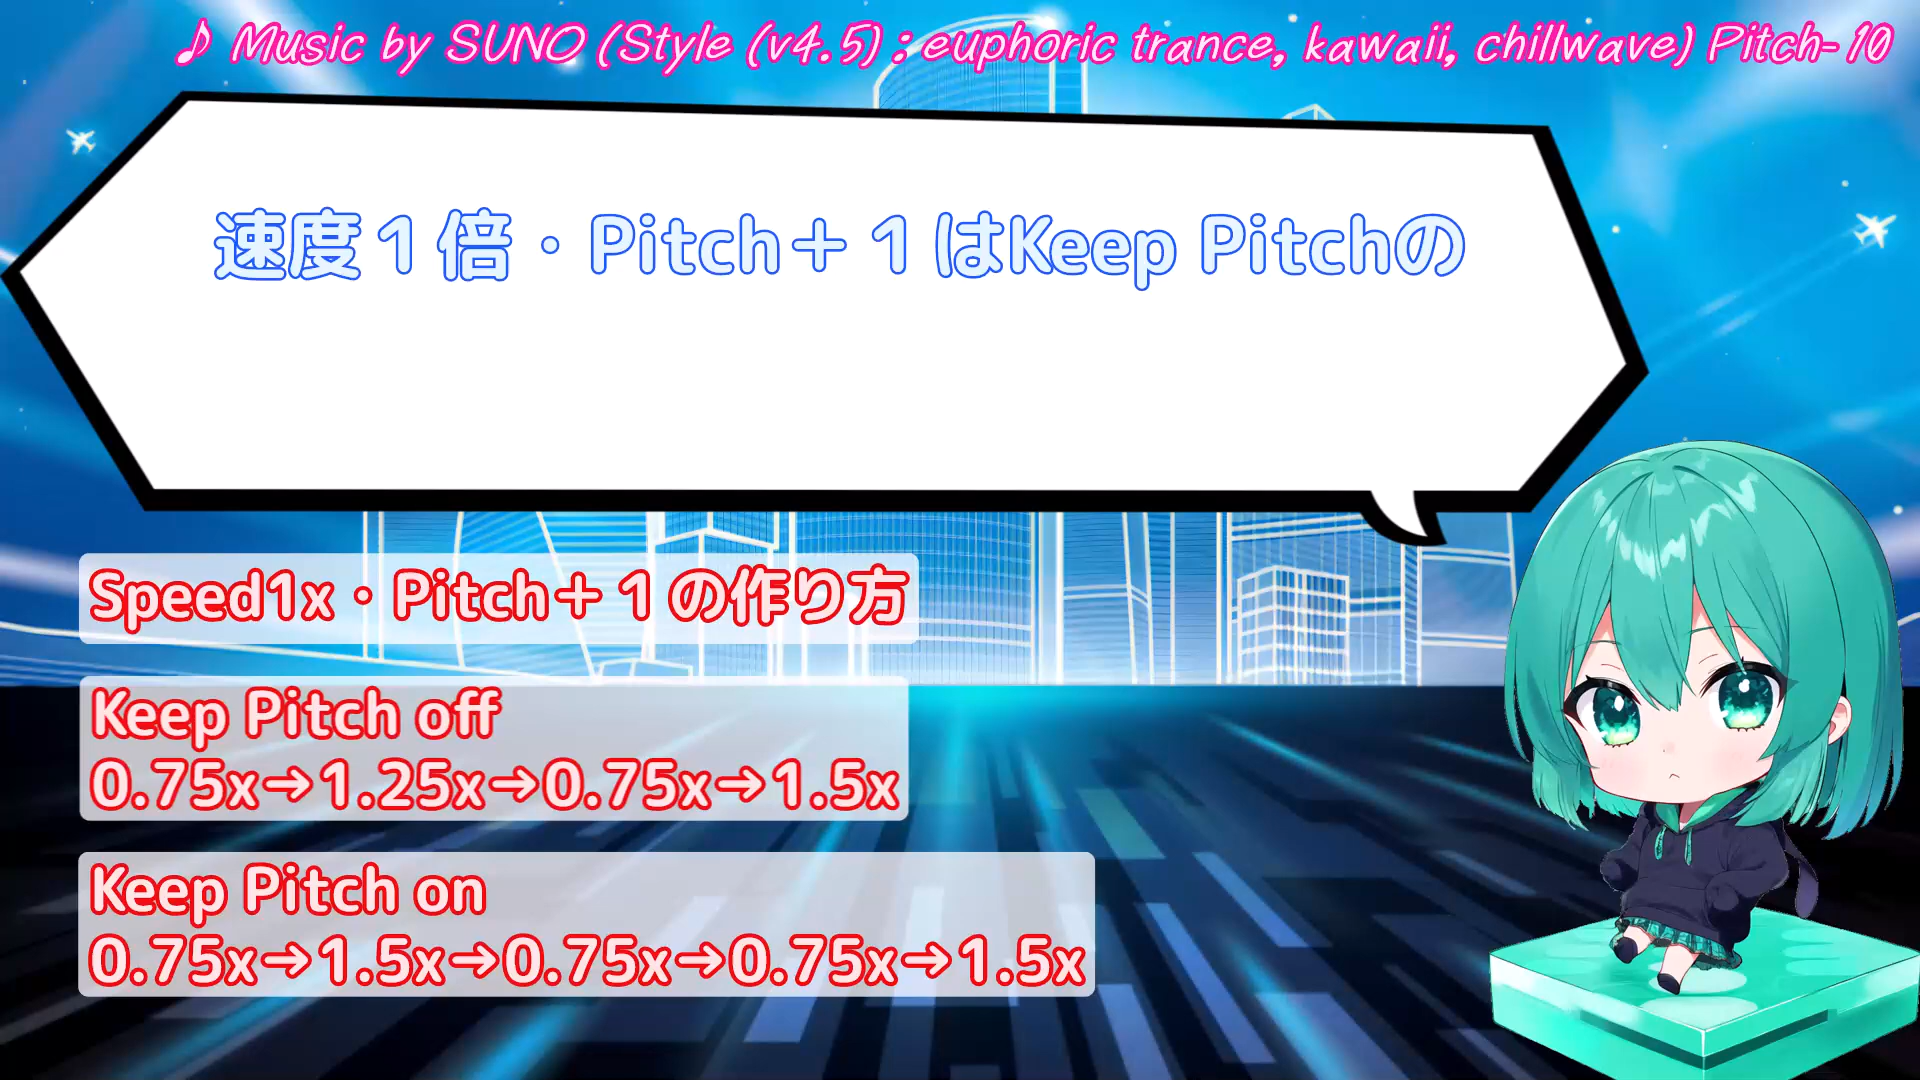 ♪ Music by SUNO (Style (v4.5) : euphoric trance, kawaii, chillwave) Pitch-10
速度１倍・Pitch＋１はKeep Pitchの
Speed1x・Pitch＋１の作り方
Keep Pitch off
0.75x→1.25x→0.75x→1.5x
Keep Pitch on
0.75x→1.5x→0.75x→0.75x→1.5x